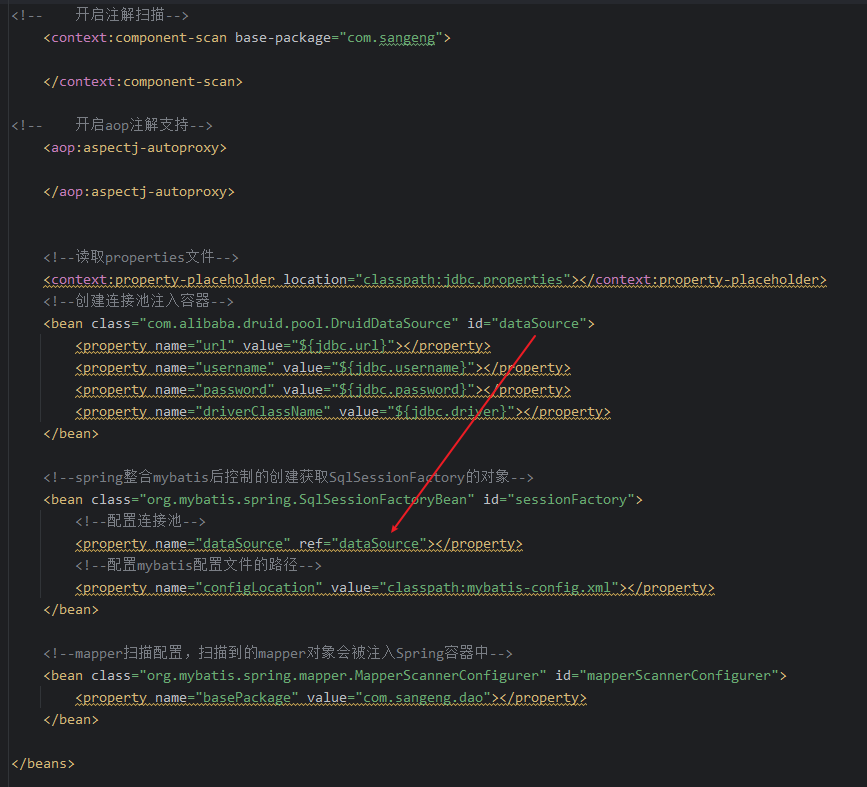 <!--    开启注解扫描-->
    <context:component-scan base-package="com.sangeng">

    </context:component-scan>

<!--    开启aop注解支持-->
    <aop:aspectj-autoproxy>

    </aop:aspectj-autoproxy>


    <!--读取properties文件-->
    <context:property-placeholder location="classpath:jdbc.properties"></context:property-placeholder>
    <!--创建连接池注入容器-->
    <bean class="com.alibaba.druid.pool.DruidDataSource" id="dataSource">
        <property name="url" value="${jdbc.url}"></property>
        <property name="username" value="${jdbc.username}"></property>
        <property name="password" value="${jdbc.password}"></property>
        <property name="driverClassName" value="${jdbc.driver}"></property>
    </bean>

    <!--spring整合mybatis后控制的创建获取SqlSessionFactory的对象-->
    <bean class="org.mybatis.spring.SqlSessionFactoryBean" id="sessionFactory">
        <!--配置连接池-->
        <property name="dataSource" ref="dataSource"></property>
        <!--配置mybatis配置文件的路径-->
        <property name="configLocation" value="classpath:mybatis-config.xml"></property>
    </bean>

    <!--mapper扫描配置，扫描到的mapper对象会被注入Spring容器中-->
    <bean class="org.mybatis.spring.mapper.MapperScannerConfigurer" id="mapperScannerConfigurer">
        <property name="basePackage" value="com.sangeng.dao"></property>
    </bean>

</beans>